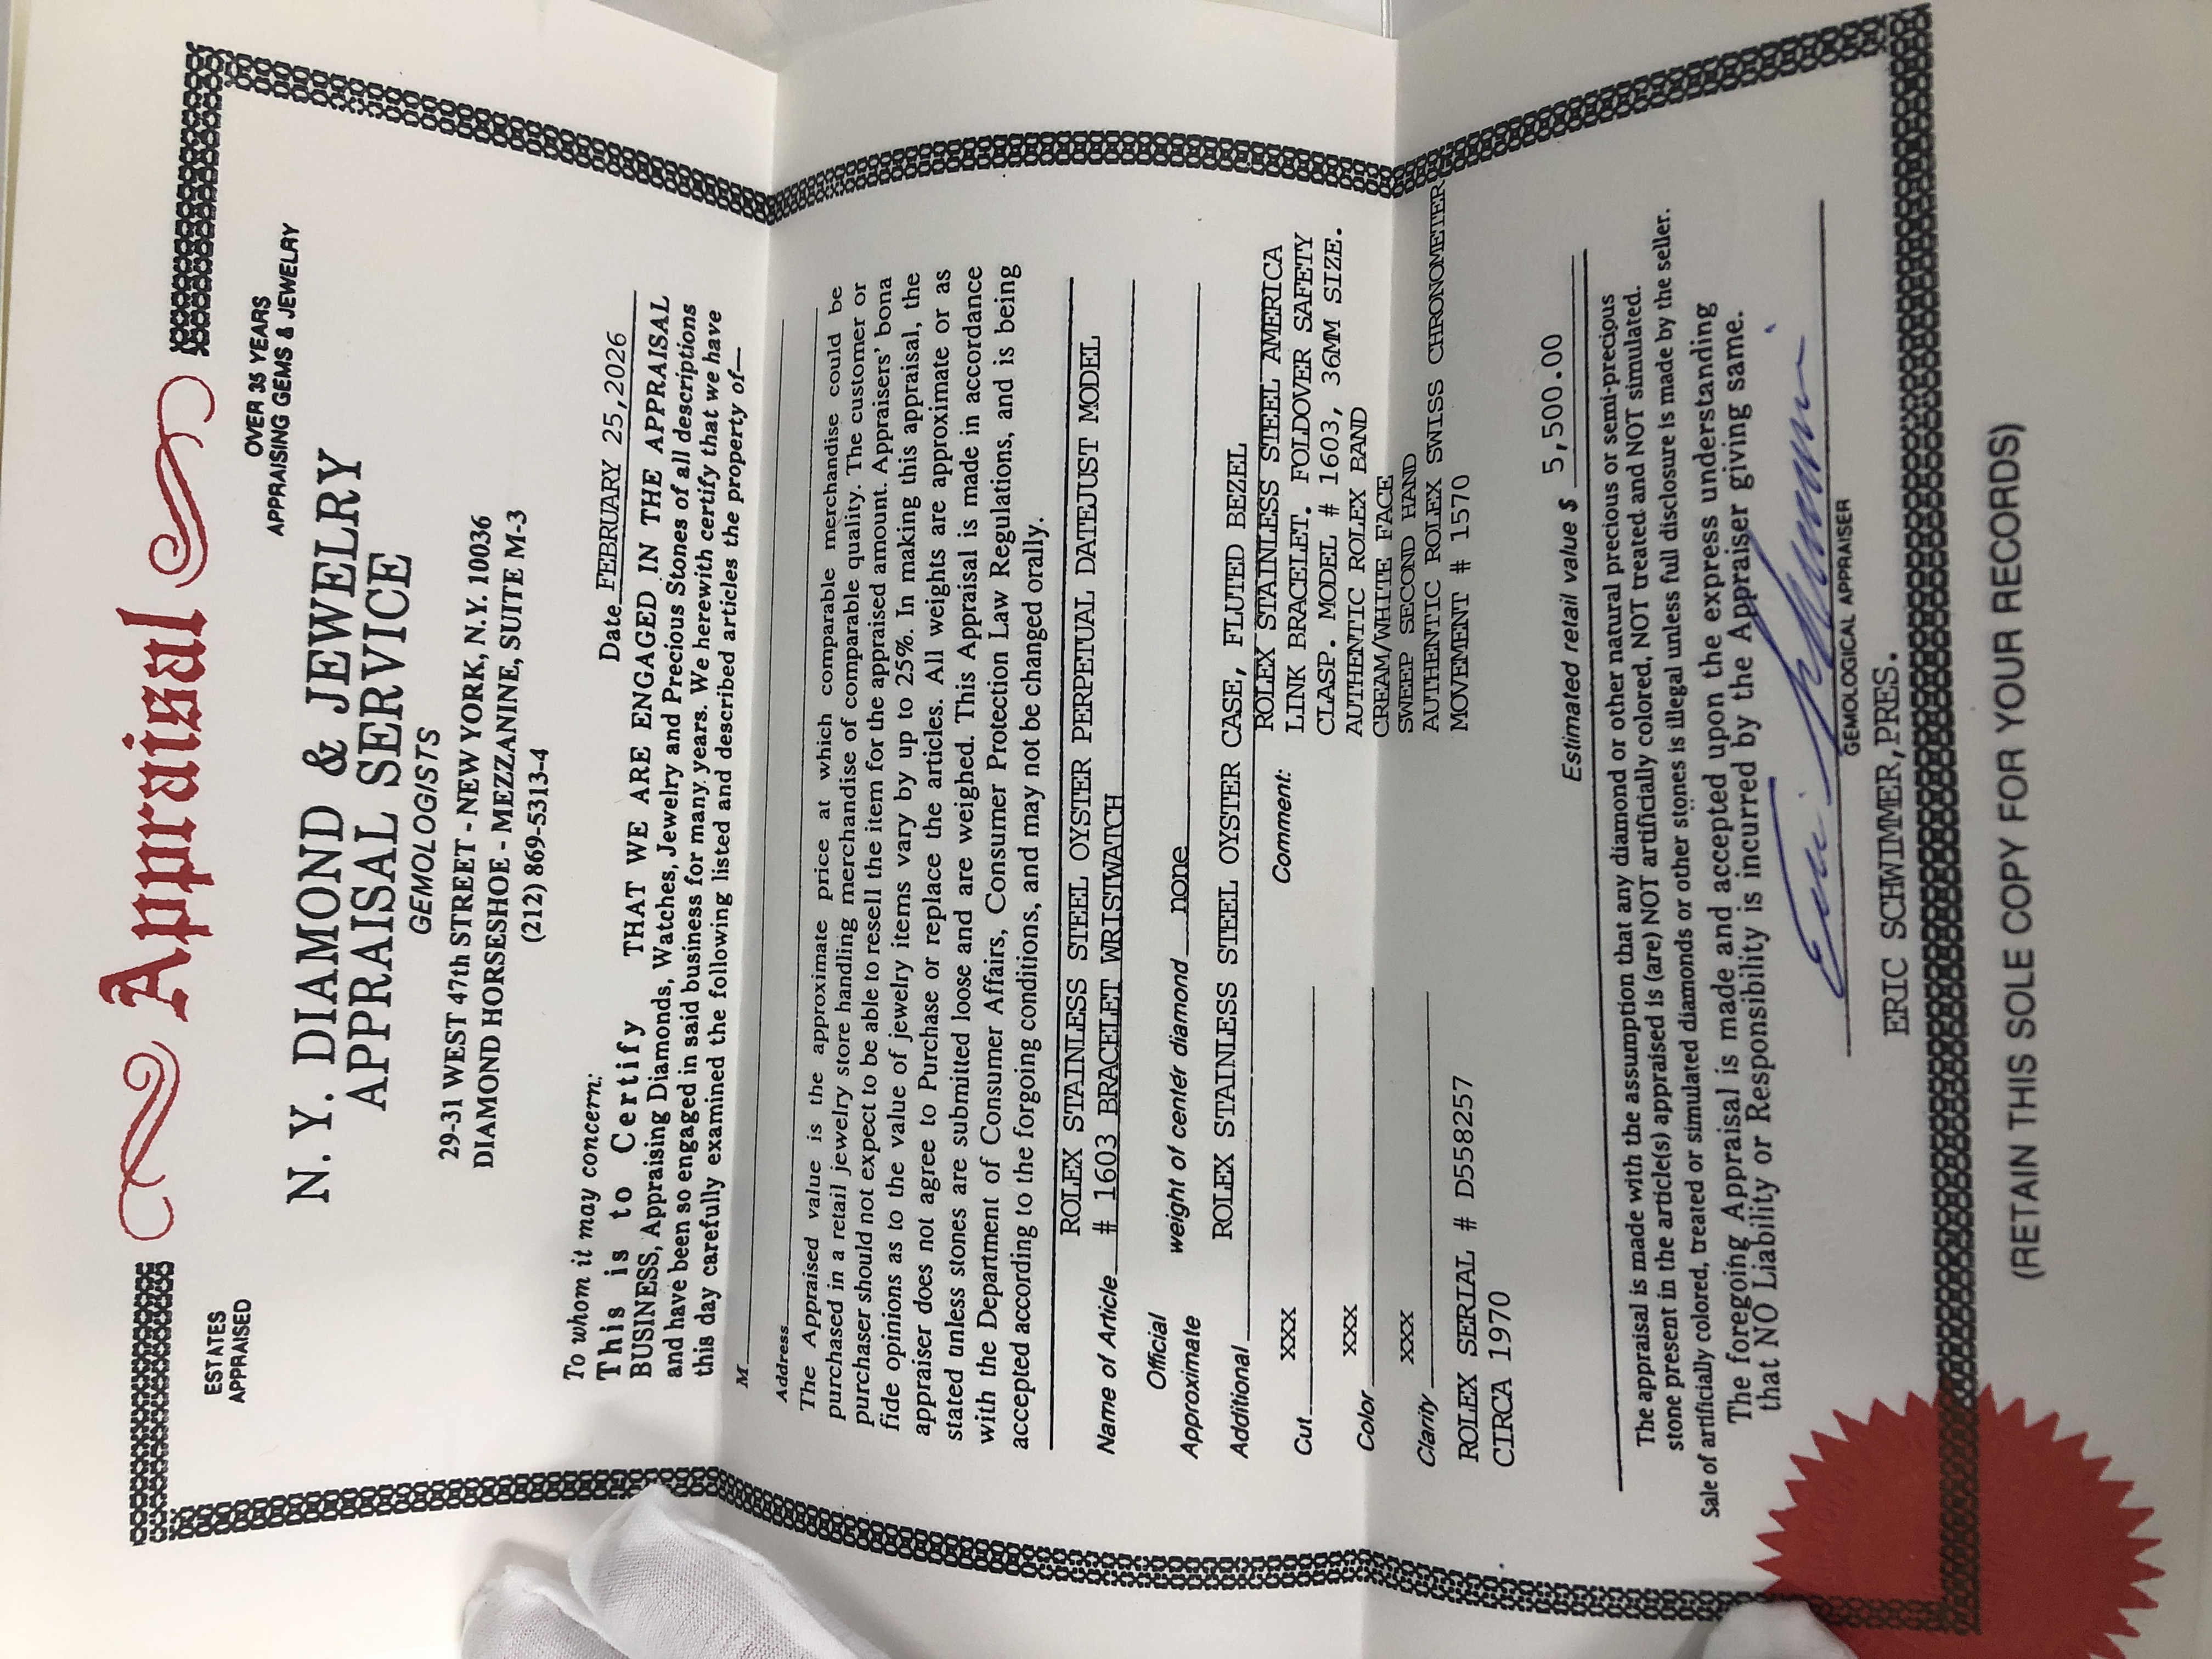 Appraisal
ESTATES
APPRAISED
OVER 35 YEARS
APPRAISING GEMS & JEWELRY
N. Y. DIAMOND & JEWELRY
APPRAISAL SERVICE
GEMOLOGISTS
29-31 WEST 47th STREET - NEW YORK, N.Y. 10036
DIAMOND HORSESHOE - MEZZANINE, SUITE M-3
(212) 869-5313-4
To whom it may concern:
Date FEBRUARY 25,2026
This is to Certify THAT WE ARE ENGAGED IN THE APPRAISAL
BUSINESS, Appraising Diamonds, Watches, Jewelry and Precious Stones of all descriptions
and have been so engaged in said business for many years. We herewith certify that we have
this day carefully examined the following listed and described articles the property of—
M
Address
The Appraised value is the approximate price at which comparable merchandise could be
purchased in a retail jewelry store handling merchandise of comparable quality. The customer or
purchaser should not expect to be able to resell the item for the appraised amount. Appraisers' bona
fide opinions as to the value of jewelry items vary by up to 25%. In making this appraisal, the
appraiser does not agree to Purchase or replace the articles. All weights are approximate or as
stated unless stones are submitted loose and are weighed. This Appraisal is made in accordance
with the Department of Consumer Affairs, Consumer Protection Law Regulations, and is being
accepted according to the forgoing conditions, and may not be changed orally.
ROLEX STAINLESS STEEL OYSTER PERPETUAL DATEJUST MODEL
Name of Article # 1603 BRACELET WRISTWATCH
Official
Approximate weight of center diamond none
Additional ROLEX STAINLESS STEEL OYSTER CASE, FLUTED BEZEL
Cut XXX
Comment: ROLEX STAINLESS STEEL AMERICA
LINK BRACELET. FOLDOVER SAFETY
CLASP. MODEL # 1603, 36MM SIZE.
Color XXX
AUTHENTIC ROLEX BAND
CREAM/WHITE FACE
Clarity XXX
SWEEP SECOND HAND
AUTHENTIC ROLEX SWISS CHRONOMETER
MOVEMENT # 1570
ROLEX SERIAL # D558257
CIRCA 1970
Estimated retail value $ 5,500.00
The appraisal is made with the assumption that any diamond or other natural precious or semi-precious
stone present in the article(s) appraised is (are) NOT artificially colored, NOT treated and NOT simulated.
Sale of artificially colored, treated or simulated diamonds or other stones is illegal unless full disclosure is made by the seller.
The foregoing Appraisal is made and accepted upon the express understanding
that NO Liability or Responsibility is incurred by the Appraiser giving same.
Eric Schwimmer
GEMOLOGICAL APPRAISER
ERIC SCHWIMMER,PRES.
(RETAIN THIS SOLE COPY FOR YOUR RECORDS)